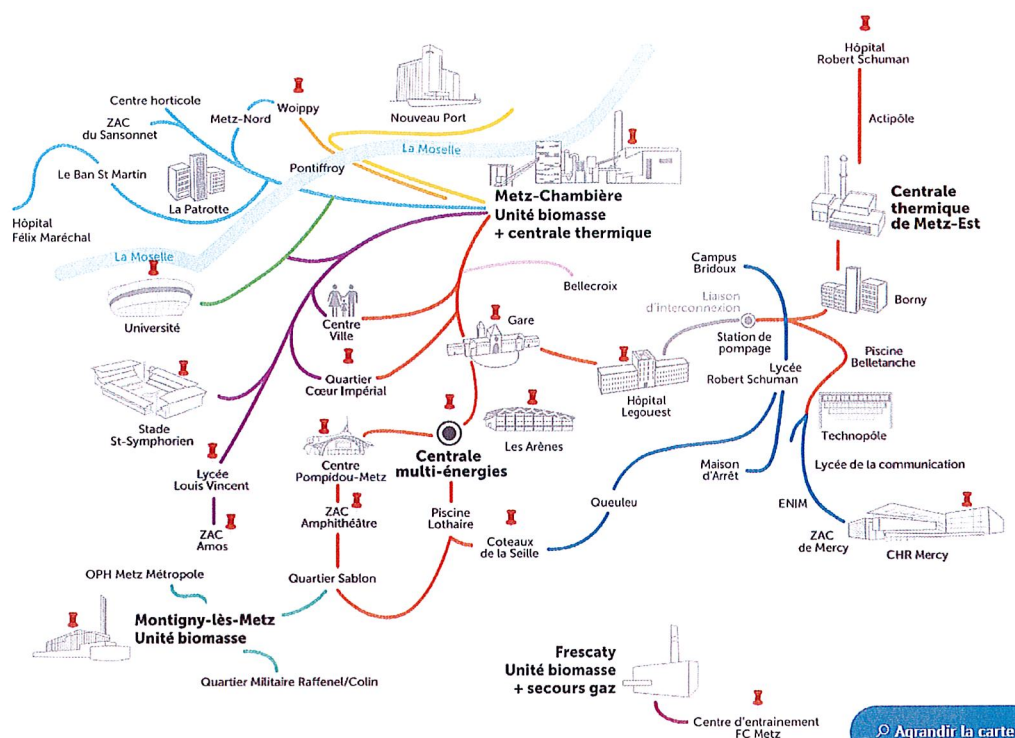 Hôpital
Robert Schuman
Actipôle
Centrale
thermique
de Metz-Est
Borny
Nouveau Port
Centre horticole
ZAC
du Sansonnet
Metz-Nord
Woippy
La Moselle
Pontiffroy
Le Ban St Martin
La Patrotte
Hôpital
Félix Maréchal
La Moselle
Metz-Chambière
Unité biomasse
+ centrale thermique
Université
Centre
Ville
Bellecroix
Gare
Campus
Bridoux
Liaison
d'interconnexion
Station de
pompage
Piscine
Belletanche
Lycée
Robert Schuman
Hôpital
Legouest
Quartier
Cœur Impérial
Stade
St-Symphorien
Les Arènes
Technopôle
Centrale
multi-énergies
Centre
Pompidou-Metz
Lycée
Louis Vincent
Lycée de la communication
Maison
d'Arrêt
Queuleu
ENIM
ZAC
de Mercy
CHR Mercy
ZAC
Amphithéâtre
Piscine
Lothaire
Coteaux
de la Seille
ZAC
Amos
OPH Metz Métropole
Quartier Sablon
Montigny-lès-Metz
Unité biomasse
Quartier Militaire Raffenel/Colin
Frescaty
Unité biomasse
+ secours gaz
Centre d'entrainement
FC Metz
Agrandir la carte